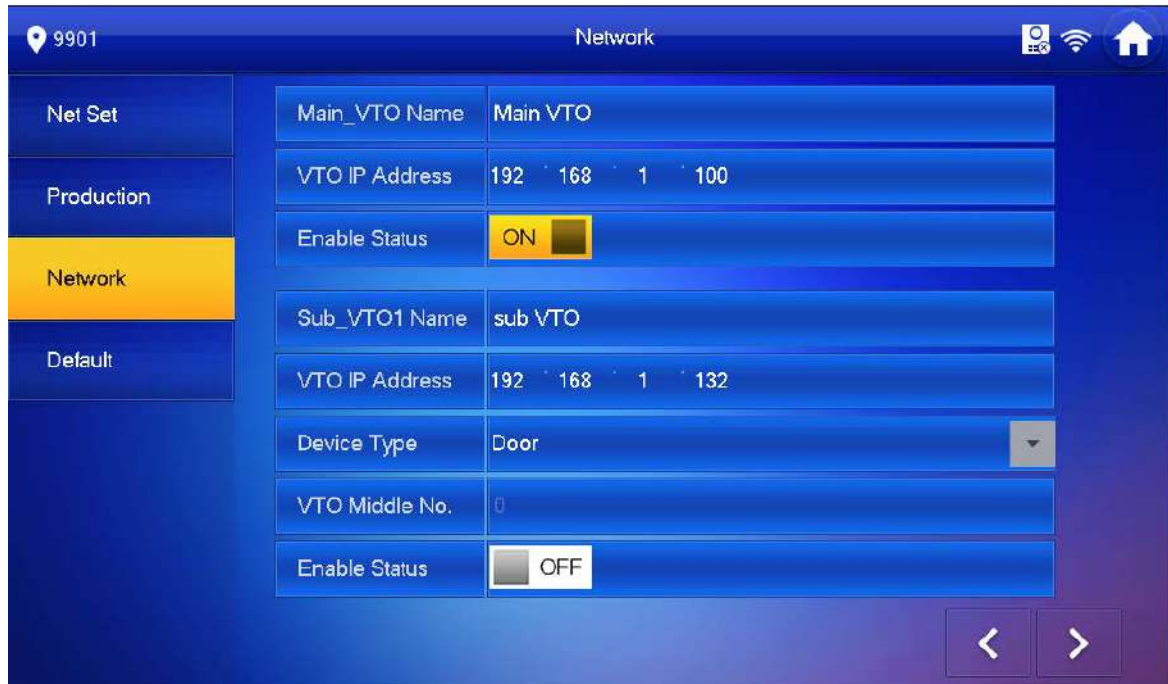 9901
Network
Net Set
Production
Network
Default
Main_VTO Name Main VTO
VTO IP Address 192 . 168 . 1 . 100
Enable Status ON
Sub_VTO1 Name sub VTO
VTO IP Address 192 . 168 . 1 . 132
Device Type Door
VTO Middle No. 0
Enable Status OFF